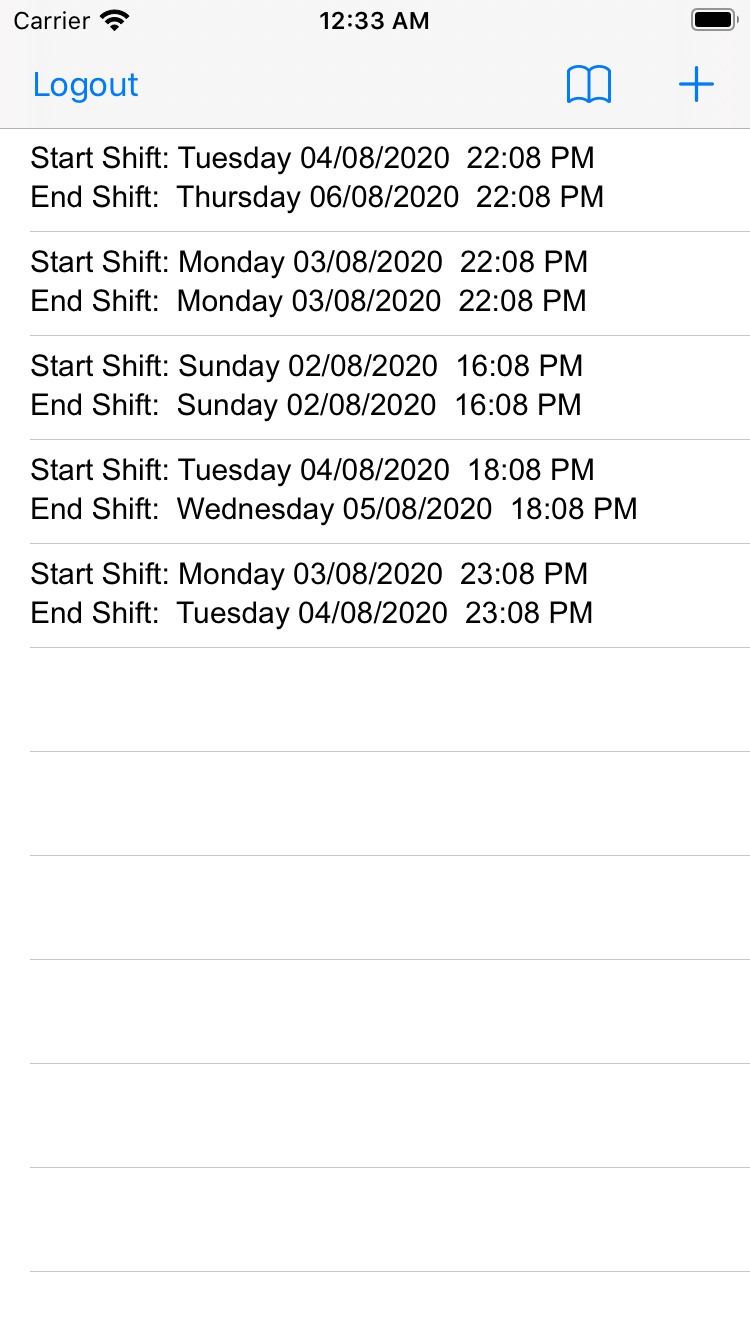 Carrier 12:33 AM
Logout
Start Shift: Tuesday 04/08/2020  22:08 PM
End Shift:  Thursday 06/08/2020  22:08 PM
Start Shift: Monday 03/08/2020  22:08 PM
End Shift:  Monday 03/08/2020  22:08 PM
Start Shift: Sunday 02/08/2020  16:08 PM
End Shift:  Sunday 02/08/2020  16:08 PM
Start Shift: Tuesday 04/08/2020  18:08 PM
End Shift:  Wednesday 05/08/2020  18:08 PM
Start Shift: Monday 03/08/2020  23:08 PM
End Shift:  Tuesday 04/08/2020  23:08 PM